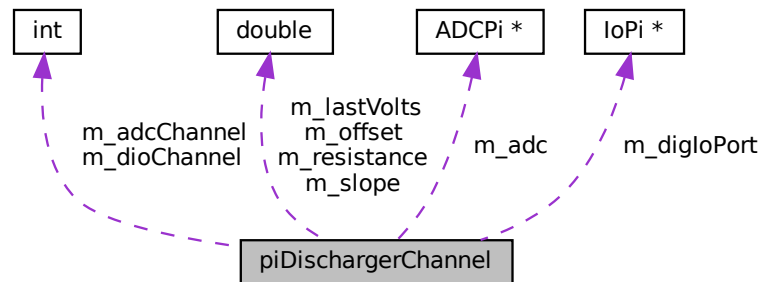 int
double
ADCPi *
IoPi *
m_adcChannel
m_dioChannel
m_lastVolts
m_offset
m_resistance
m_slope
m_adc
m_digIoPort
piDischargerChannel